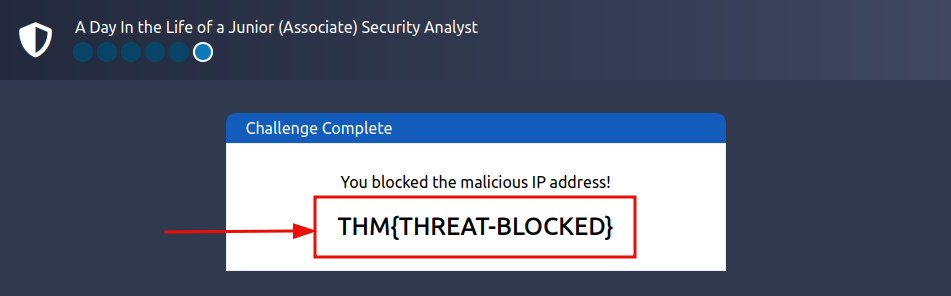 A Day In the Life of a Junior (Associate) Security Analyst
Challenge Complete
You blocked the malicious IP address!
THM{THREAT-BLOCKED}